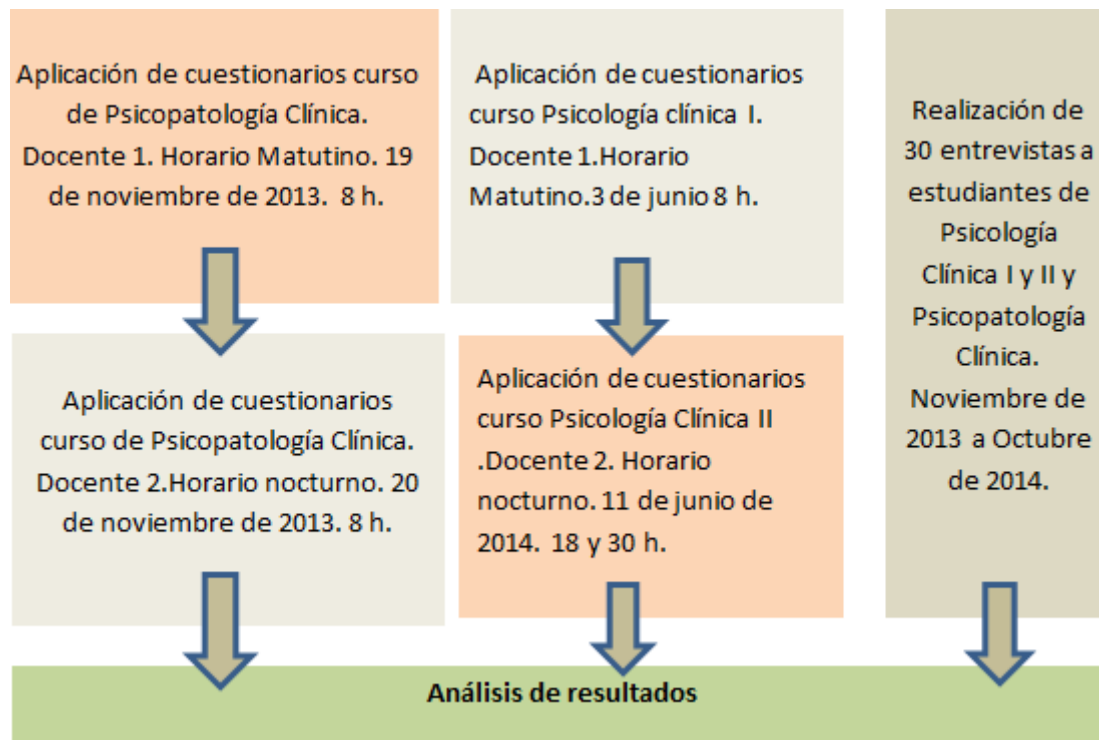 Aplicación de cuestionarios curso
de Psicopatología Clínica.
Docente 1. Horario Matutino. 19
de noviembre de 2013. 8 h.
Aplicación de cuestionarios
curso de Psicopatología Clínica.
Docente 2.Horario nocturno. 20
de noviembre de 2013. 8 h.
Aplicación de cuestionarios
curso Psicología clínica I.
Docente 1.Horario
Matutino.3 de junio 8 h.
Aplicación de cuestionarios
curso Psicología Clínica II
.Docente 2. Horario
nocturno. 11 de junio de
2014. 18 y 30 h.
Realización de
30 entrevistas a
estudiantes de
Psicología
Clínica I y II y
Psicopatología
Clínica.
Noviembre de
2013 a Octubre
de 2014.
Análisis de resultados